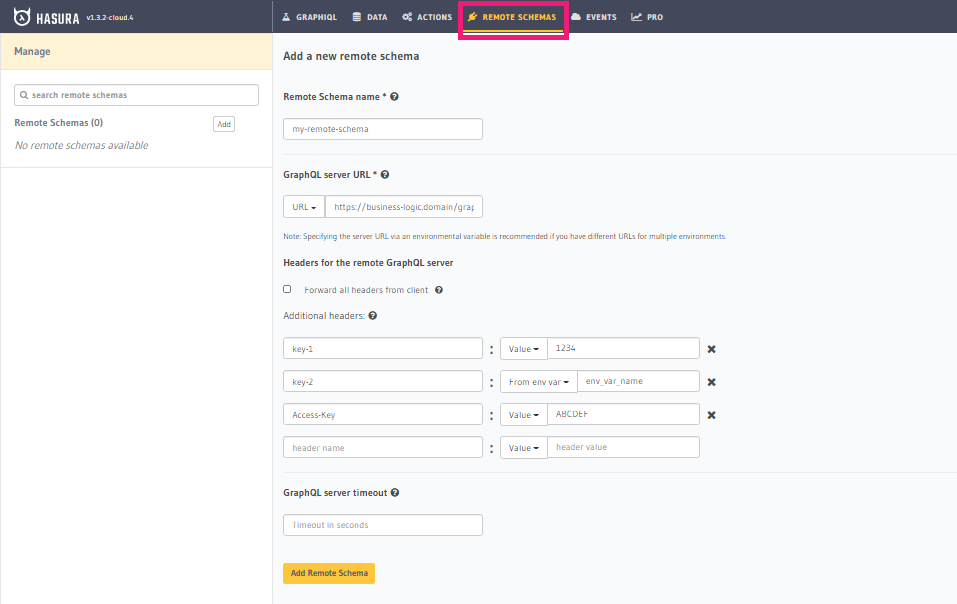 HASURA v1.3.2-cloud.4 GRAPHIQL DATA ACTIONS REMOTE SCHEMAS EVENTS PRO
Manage
search remote schemas
Remote Schemas (0) Add
No remote schemas available
Add a new remote schema
Remote Schema name *
my-remote-schema
GraphQL server URL *
URL https://business-logic.domain/grap
Note: Specifying the server URL via an environmental variable is recommended if you have different URLs for multiple environments.
Headers for the remote GraphQL server
Forward all headers from client
Additional headers:
key-1 : Value 1234
key-2 : From env var env_var_name
Access-Key : Value ABCDEF
header name : Value header value
GraphQL server timeout
Timeout in seconds
Add Remote Schema